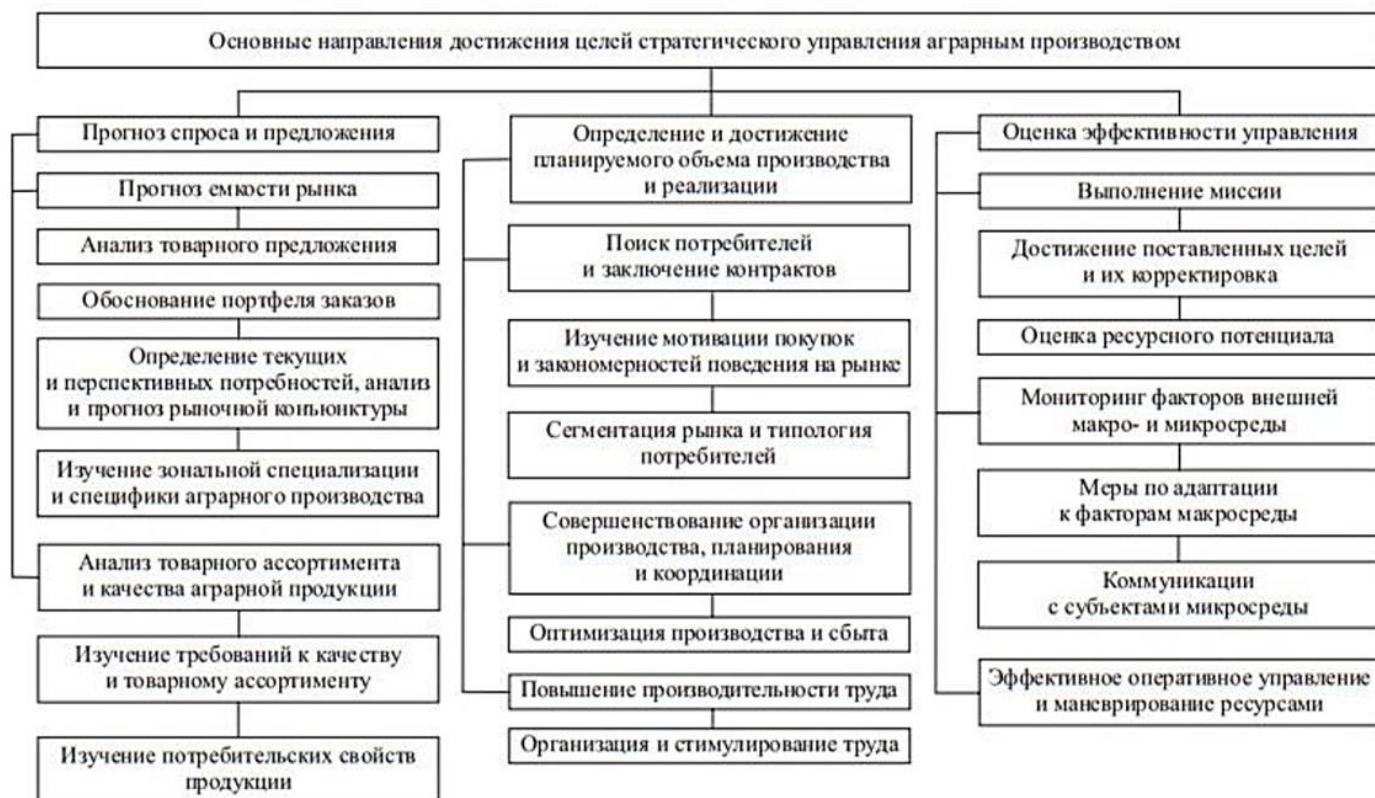 Основные направления достижения целей стратегического управления аграрным производством
Прогноз спроса и предложения
Прогноз емкости рынка
Анализ товарного предложения
Обоснование портфеля заказов
Определение текущих
и перспективных потребностей, анализ
и прогноз рыночной конъюнктуры
Изучение зональной специализации
и специфики аграрного производства
Анализ товарного ассортимента
и качества аграрной продукции
Изучение требований к качеству
и товарному ассортименту
Изучение потребительских свойств
продукции
Определение и достижение
планируемого объема производства
и реализации
Поиск потребителей
и заключение контрактов
Изучение мотивации покупок
и закономерностей поведения на рынке
Сегментация рынка и типология
потребителей
Совершенствование организации
производства, планирования
и координации
Оптимизация производства и сбыта
Повышение производительности труда
Организация и стимулирование труда
Оценка эффективности управления
Выполнение миссии
Достижение поставленных целей
и их корректировка
Оценка ресурсного потенциала
Мониторинг факторов внешней
макро- и микросреды
Меры по адаптации
к факторам макросреды
Коммуникации
с субъектами микросреды
Эффективное оперативное управление
и маневрирование ресурсами